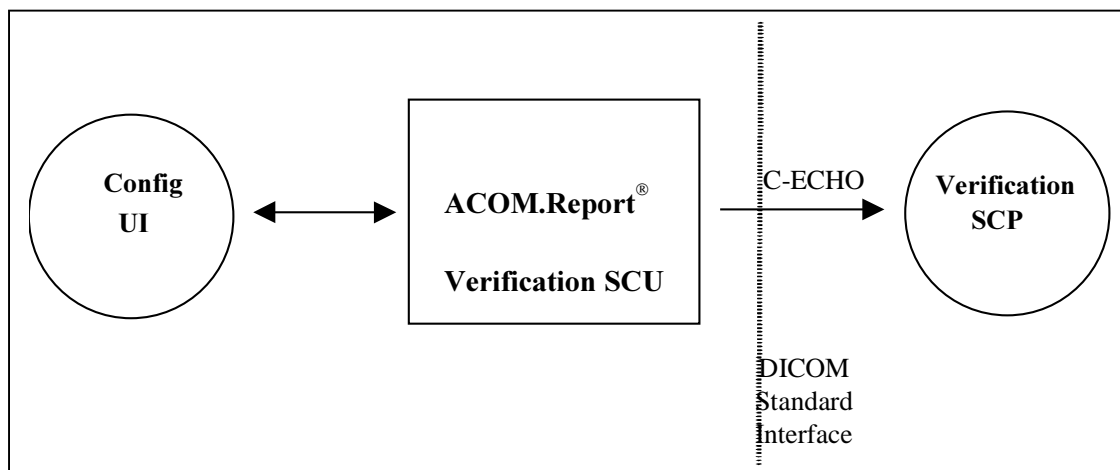 Config
UI
ACOM.Report®
Verification SCU
C-ECHO
Verification
SCP
DICOM
Standard
Interface